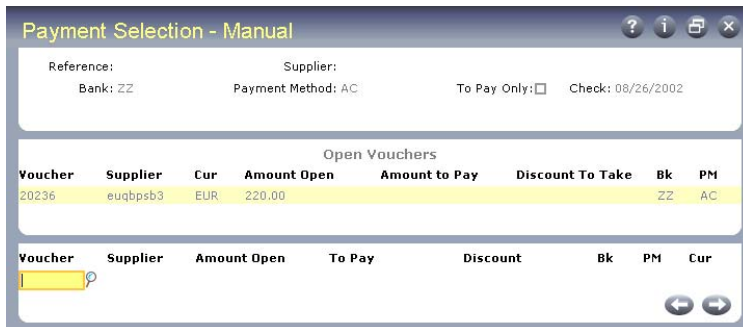 Payment Selection - Manual
Reference: Supplier:
Bank: ZZ Payment Method: AC To Pay Only: Check: 08/26/2002
Open Vouchers
Voucher Supplier Cur Amount Open Amount to Pay Discount To Take Bk PM
20236 euqbpsb3 EUR 220.00 ZZ AC
Voucher Supplier Amount Open To Pay Discount Bk PM Cur